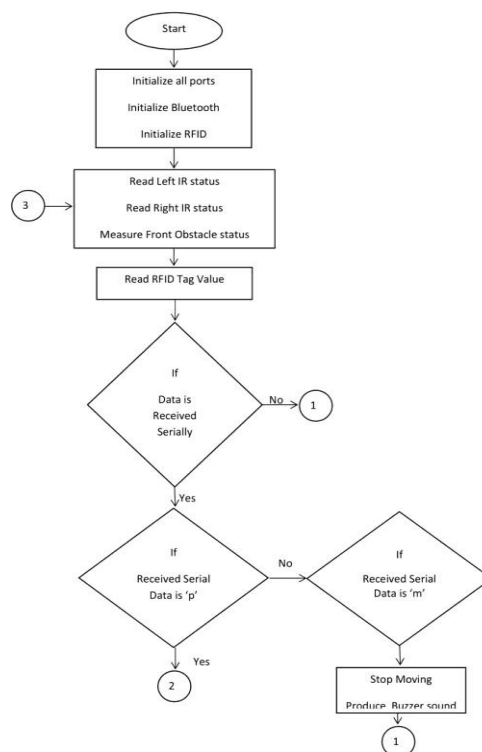 Start
Initialize all ports
Initialize Bluetooth
Initialize RFID
Read Left IR status
Read Right IR status
Measure Front Obstacle status
3
Read RFID Tag Value
If
Data is
Received
Serially
No
1
Yes
If
Received Serial
Data is ‘p’
No
If
Received Serial
Data is ‘m’
Yes
2
Stop Moving
Produce Buzzer sound
1